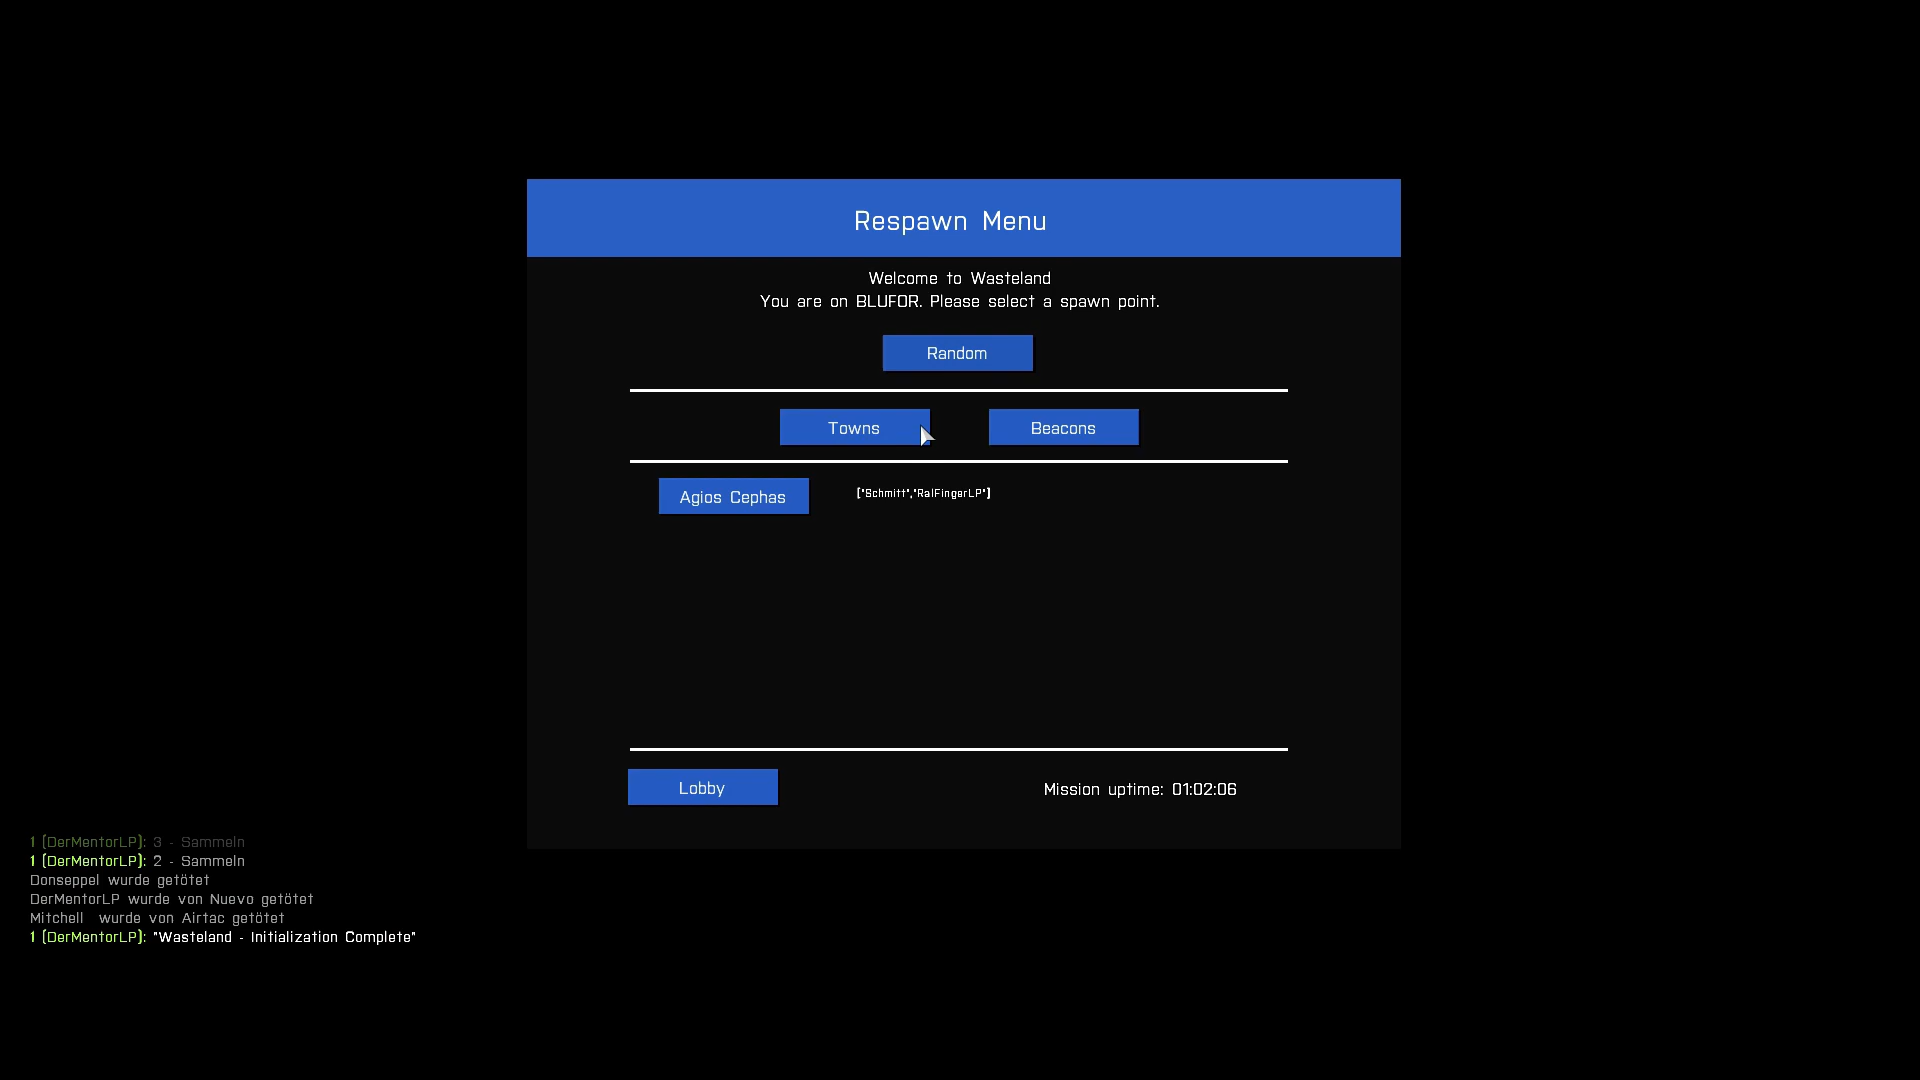 Respawn Menu
Welcome to Wasteland
You are on BLUFOR. Please select a spawn point.
Random
Towns
Beacons
Agios Cephas
["Schmitt","RalFingerLP"]
Lobby
Mission uptime: 01:02:06
1 (DerMentorLP): 3 - Sammeln
1 (DerMentorLP): 2 - Sammeln
Donseppel wurde getötet
DerMentorLP wurde von Nuevo getötet
Mitchell wurde von Airtac getötet
1 (DerMentorLP): "Wasteland - Initialization Complete"